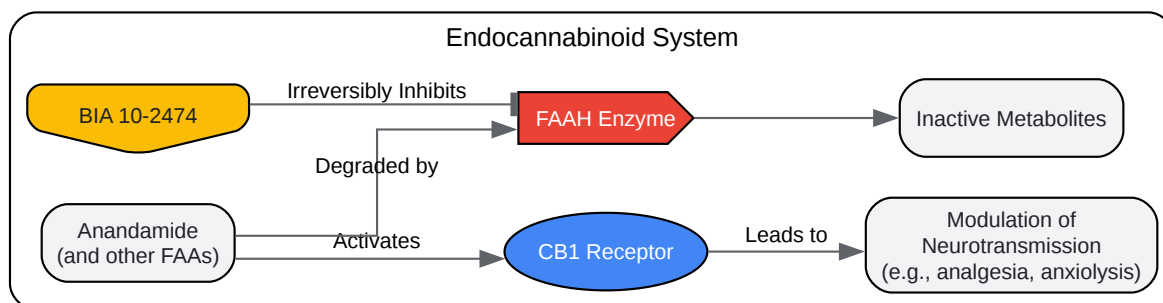 Endocannabinoid System
BIA 10-2474
Irreversibly Inhibits
FAAH Enzyme
Inactive Metabolites
Degraded by
Anandamide
(and other FAAs)
Activates
CB1 Receptor
Leads to
Modulation of
Neurotransmission
(e.g., analgesia, anxiolysis)